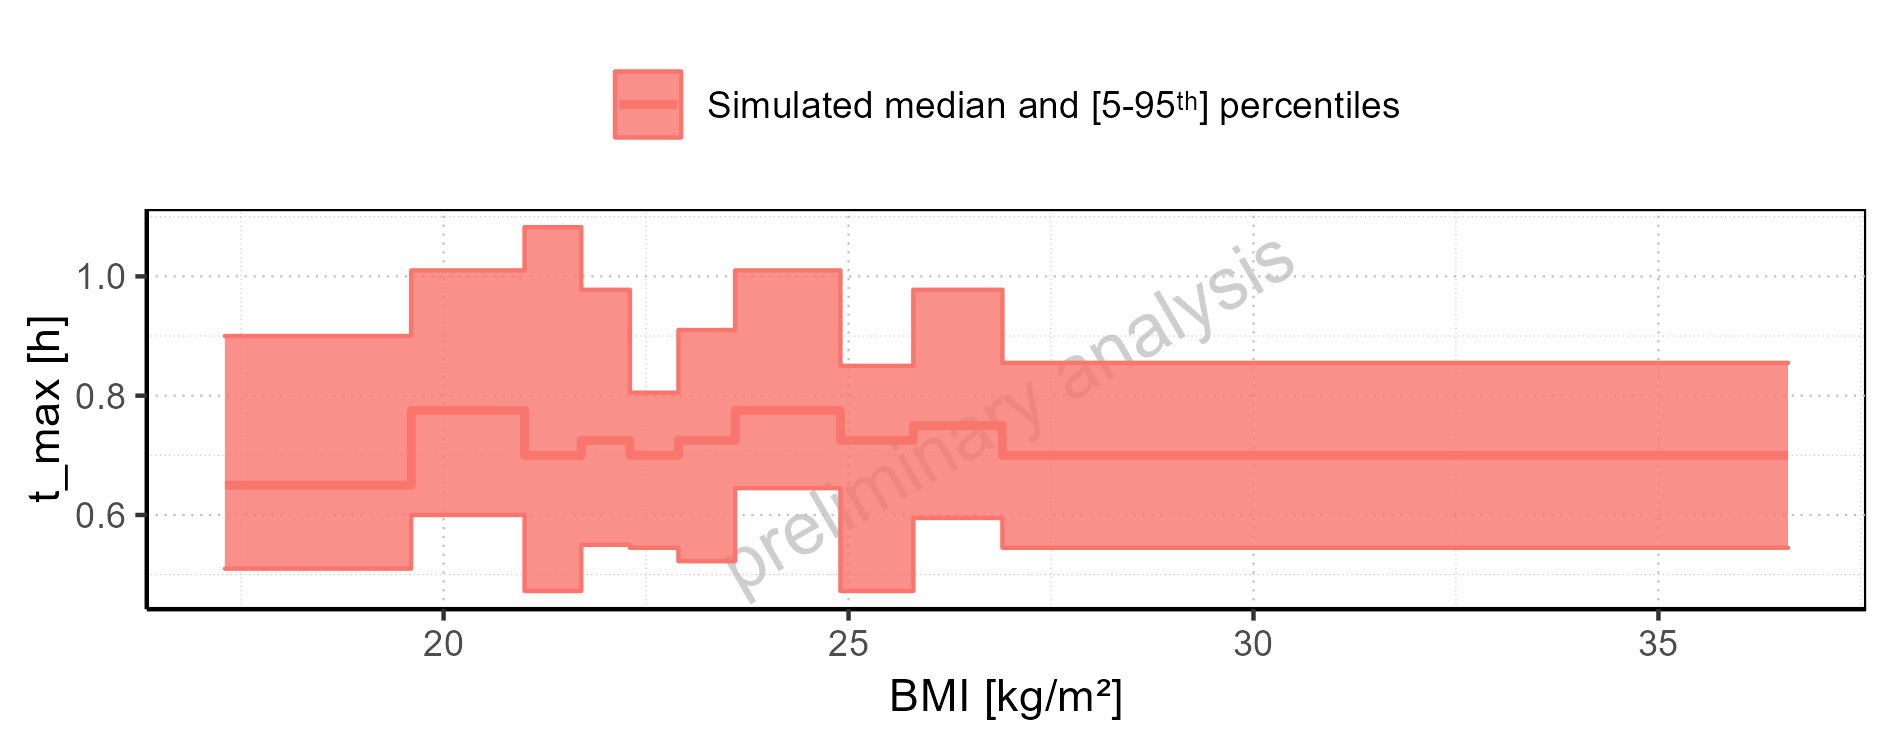 Simulated median and [5-95ᵗʰ] percentiles
t_max [h]
1.0
0.8
0.6
preliminary analysis
20 25 30 35
BMI [kg/m²]